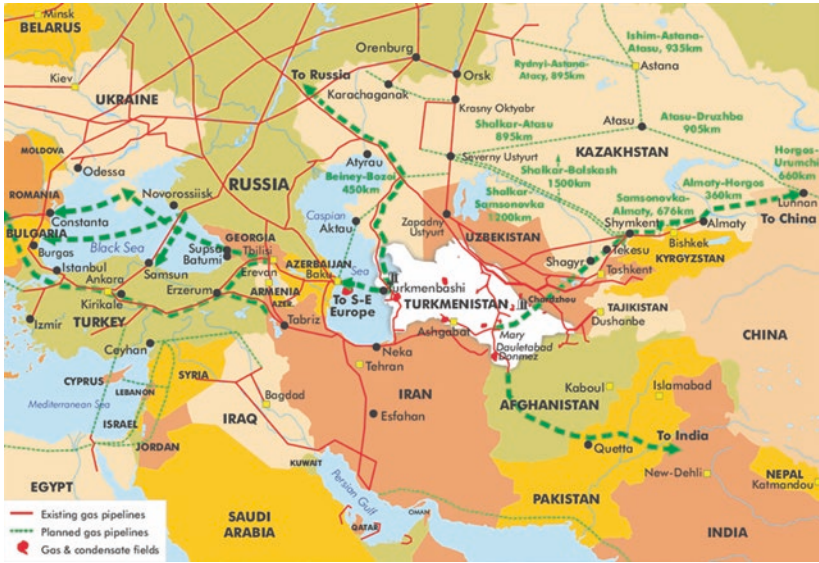 Minsk
BELARUS
Kiev
UKRAINE
MOLDOVA
Odessa
ROMANIA
Constanta
BULGARIA
Burgas
Black Sea
Novorossiisk
RUSSIA
To Russia
Orenburg
Karachaganak
Orsk
Krasny Oktyabr
Ishim-Astana-
Atasu, 935km
Rydnyi-Astana-
Atacy, 895km
Astana
Shalkar-Atasu
895km
Atasu
Atasu-Druzhba
905km
KAZAKHSTAN
Severny Ustyurt
Atyrau
Beiney-Bozoi
450km
Shalkar-Balskash
1500km
Shalkar
Samsonovka
1200km
Samsonovka-
Almaty, 676km
Almaty-Horgos
360km
Horgos-
Urumchi
660km
Lunnan
To China
Caspian
Sea
Aktau
Zapadny
Ustyurt
UZBEKISTAN
Shymkent
Almaty
Bishkek
KYRGYZSTAN
Tekesu
Shagyr
Tashkent
Istanbul
Ankara
Kirikale
Samsun
Supsa
Batumi
GEORGIA
Tbilisi
Erevan
ARMENIA
AZER.
AZERBAIJAN
Baku
Erzerum
To S-E
Europe
Turkmenbashi
TURKMENISTAN
Chardzhou
Ashgabat
Mary
Dauletabad
Donmez
TAJIKISTAN
Dushanbe
CHINA
Izmir
TURKEY
Ceyhan
Tabriz
Neka
Tehran
IRAN
Esfahan
CYPRUS
Mediterranean Sea
LEBANON
SYRIA
ISRAEL
JORDAN
IRAQ
Bagdad
KUWAIT
Persian Gulf
QATAR
OMAN
EGYPT
SAUDI
ARABIA
Kaboul
AFGHANISTAN
Islamabad
Quetta
To India
PAKISTAN
New-Dehli
NEPAL
Katmandou
INDIA
Existing gas pipelines
Planned gas pipelines
Gas & condensate fields